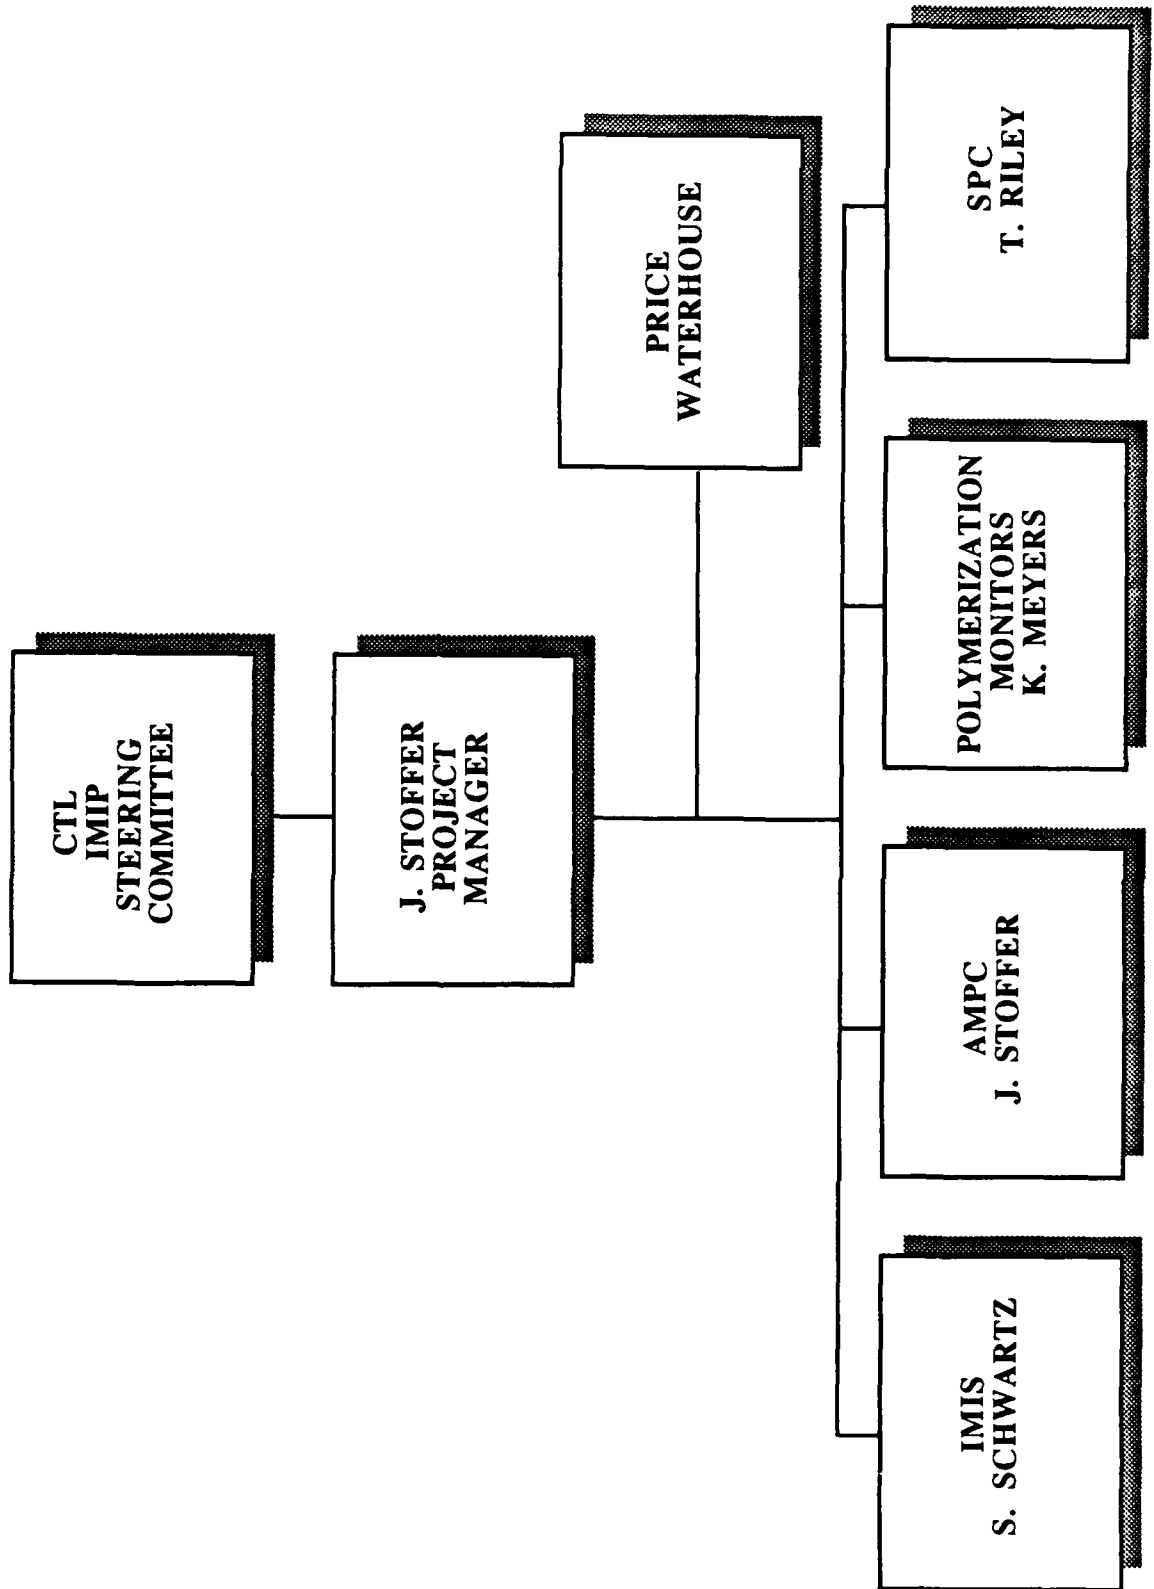 CTL
IMIP
STEERING
COMMITTEE
J. STOFFER
PROJECT
MANAGER
PRICE
WATERHOUSE
IMIS
S. SCHWARTZ
AMPC
J. STOFFER
POLYMERIZATION
MONITORS
K. MEYERS
SPC
T. RILEY